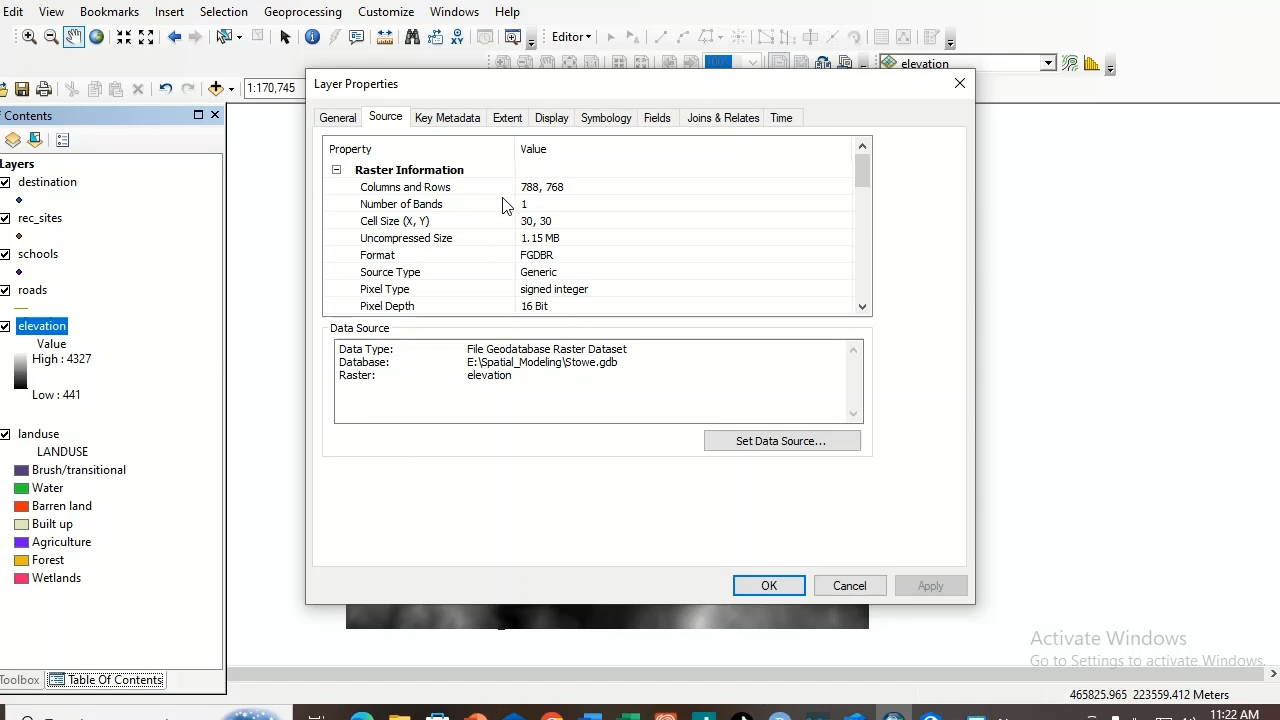 Edit View Bookmarks Insert Selection Geoprocessing Customize Windows Help
Editor
100%
elevation
1:170,745
Layer Properties
Contents
General Source Key Metadata Extent Display Symbology Fields Joins & Relates Time
Property Value
Raster Information
Columns and Rows 788, 768
Number of Bands 1
Cell Size (X, Y) 30, 30
Uncompressed Size 1.15 MB
Format FGDBR
Source Type Generic
Pixel Type signed integer
Pixel Depth 16 Bit
Data Source
Data Type: File Geodatabase Raster Dataset
Database: E:\Spatial_Modeling\Stowe.gdb
Raster: elevation
Set Data Source...
OK Cancel Apply
Layers
destination
rec_sites
schools
roads
elevation
Value
High : 4327
Low : 441
landuse
LANDUSE
Brush/transitional
Water
Barren land
Built up
Agriculture
Forest
Wetlands
Toolbox Table Of Contents
Activate Windows
Go to Settings to activate Windows.
465825.965 223559.412 Meters
11:22 AM